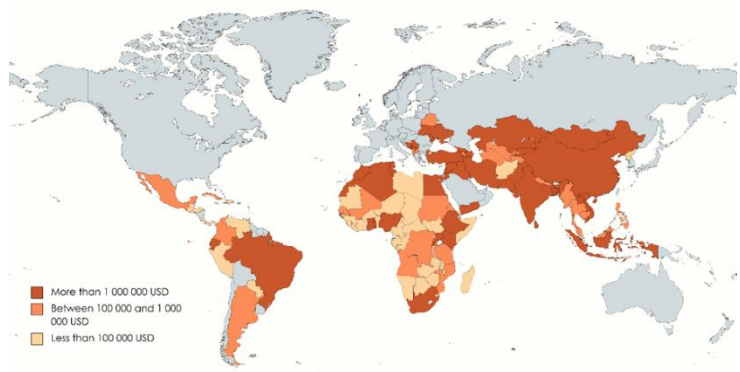 More than 1 000 000 USD
Between 100 000 and 1 000
000 USD
Less than 100 000 USD